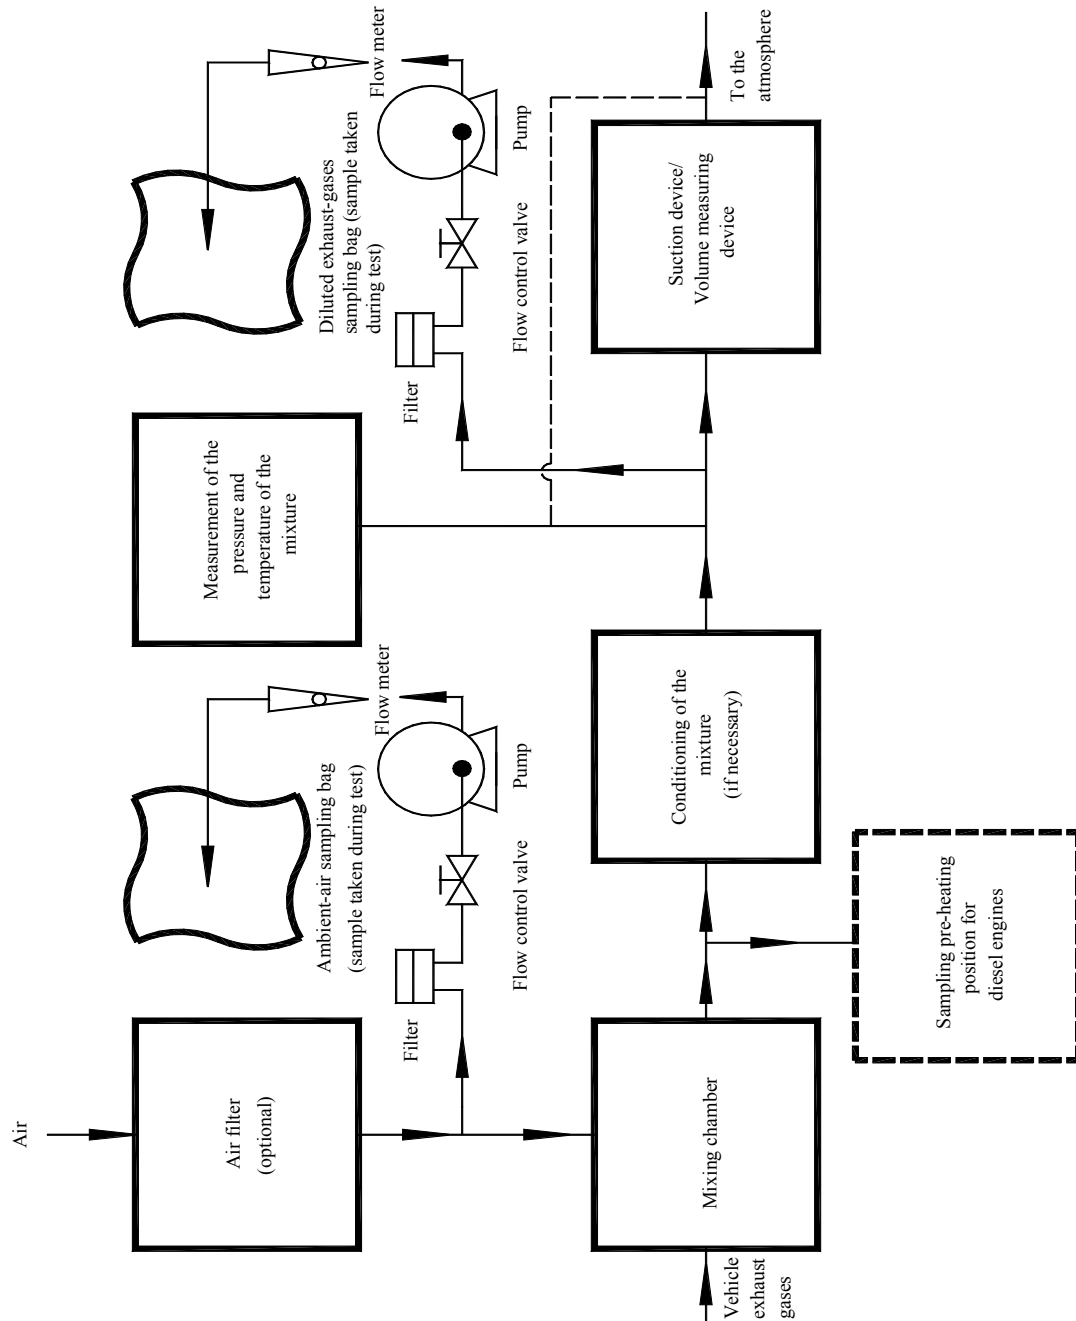 Air
Air filter
(optional)
Filter
Flow control valve
Pump
Flow meter
Ambient-air sampling bag
(sample taken during test)
Measurement of the
pressure and
temperature of the
mixture
Filter
Flow control valve
Pump
Flow meter
Diluted exhaust-gases
sampling bag (sample taken
during test)
Vehicle
exhaust
gases
Mixing chamber
Conditioning of the
mixture
(if necessary)
Suction device/
Volume measuring
device
To the
atmosphere
Sampling pre-heating
position for
diesel engines